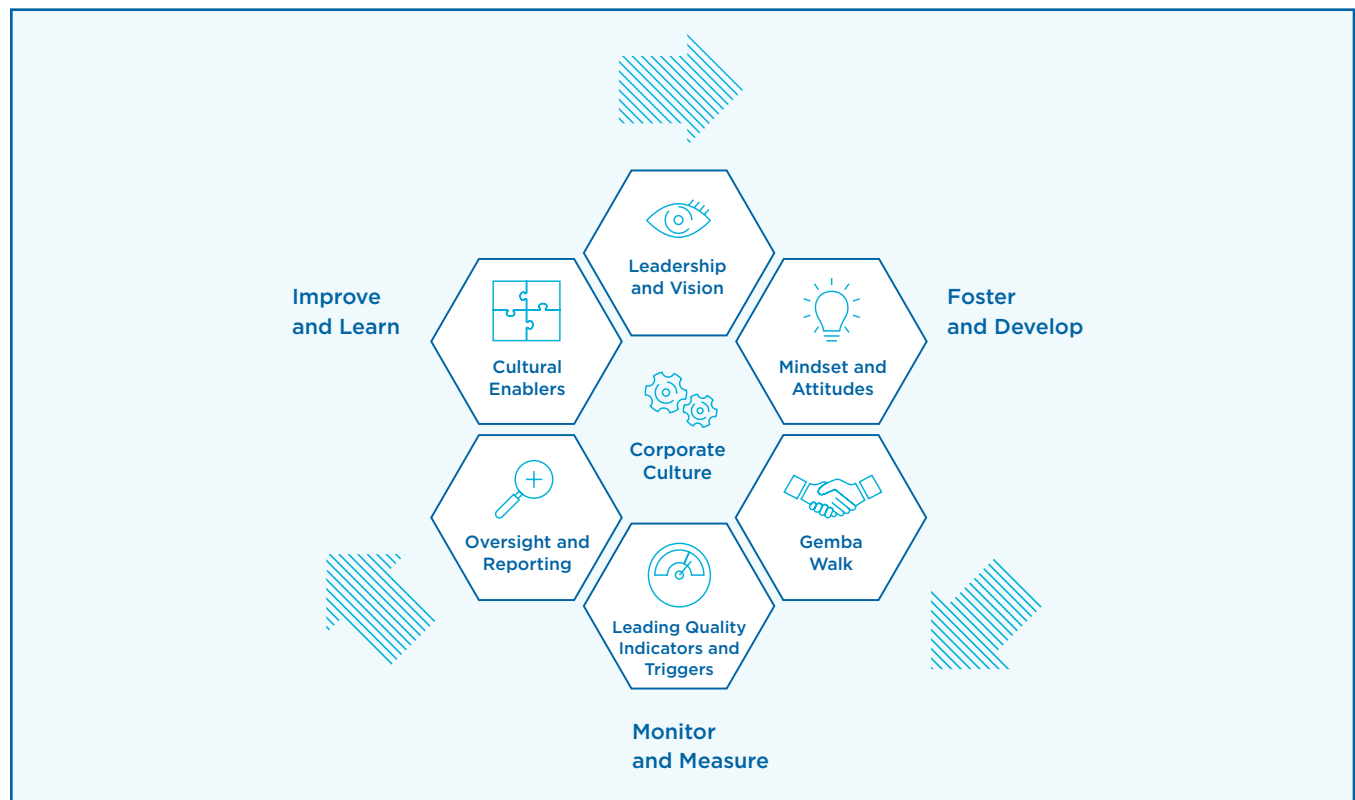 Leadership
and Vision
Improve
and Learn
Foster
and Develop
Cultural
Enablers
Mindset and
Attitudes
Corporate
Culture
Oversight and
Reporting
Gemba
Walk
Leading Quality
Indicators and
Triggers
Monitor
and Measure